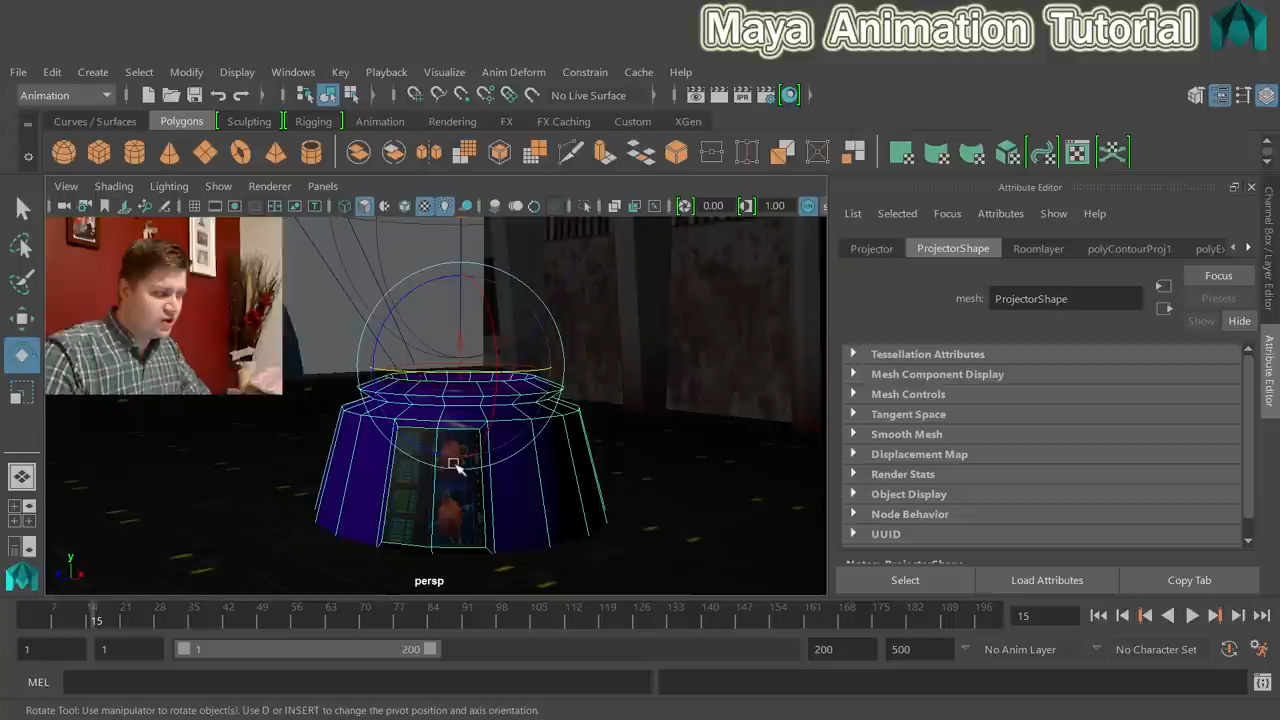 Maya Animation Tutorial
File Edit Create Select Modify Display Windows Key Playback Visualize Anim Deform Constrain Cache Help
Animation No Live Surface
Curves / Surfaces Polygons Sculpting Rigging Animation Rendering FX FX Caching Custom XGen
IPR
View Shading Lighting Show Renderer Panels
0.00 1.00
Attribute Editor
List Selected Focus Attributes Show Help
Projector ProjectorShape Roomlayer polyContourProj1
mesh: ProjectorShape
Focus
Presets
Show Hide
Tessellation Attributes
Mesh Component Display
Mesh Controls
Tangent Space
Smooth Mesh
Displacement Map
Render Stats
Object Display
Node Behavior
UUID
Select Load Attributes Copy Tab
Channel Box / Layer Editor
Attribute Editor
y
persp
7 14 21 28 35 42 49 56 63 70 77 84 91 98 105 112 119 126 133 140 147 154 161 168 175 182 189 196
15 15
1 1 1 200 200 500 No Anim Layer No Character Set
MEL
Rotate Tool: Use manipulator to rotate object(s). Use D or INSERT to change the pivot position and axis orientation.